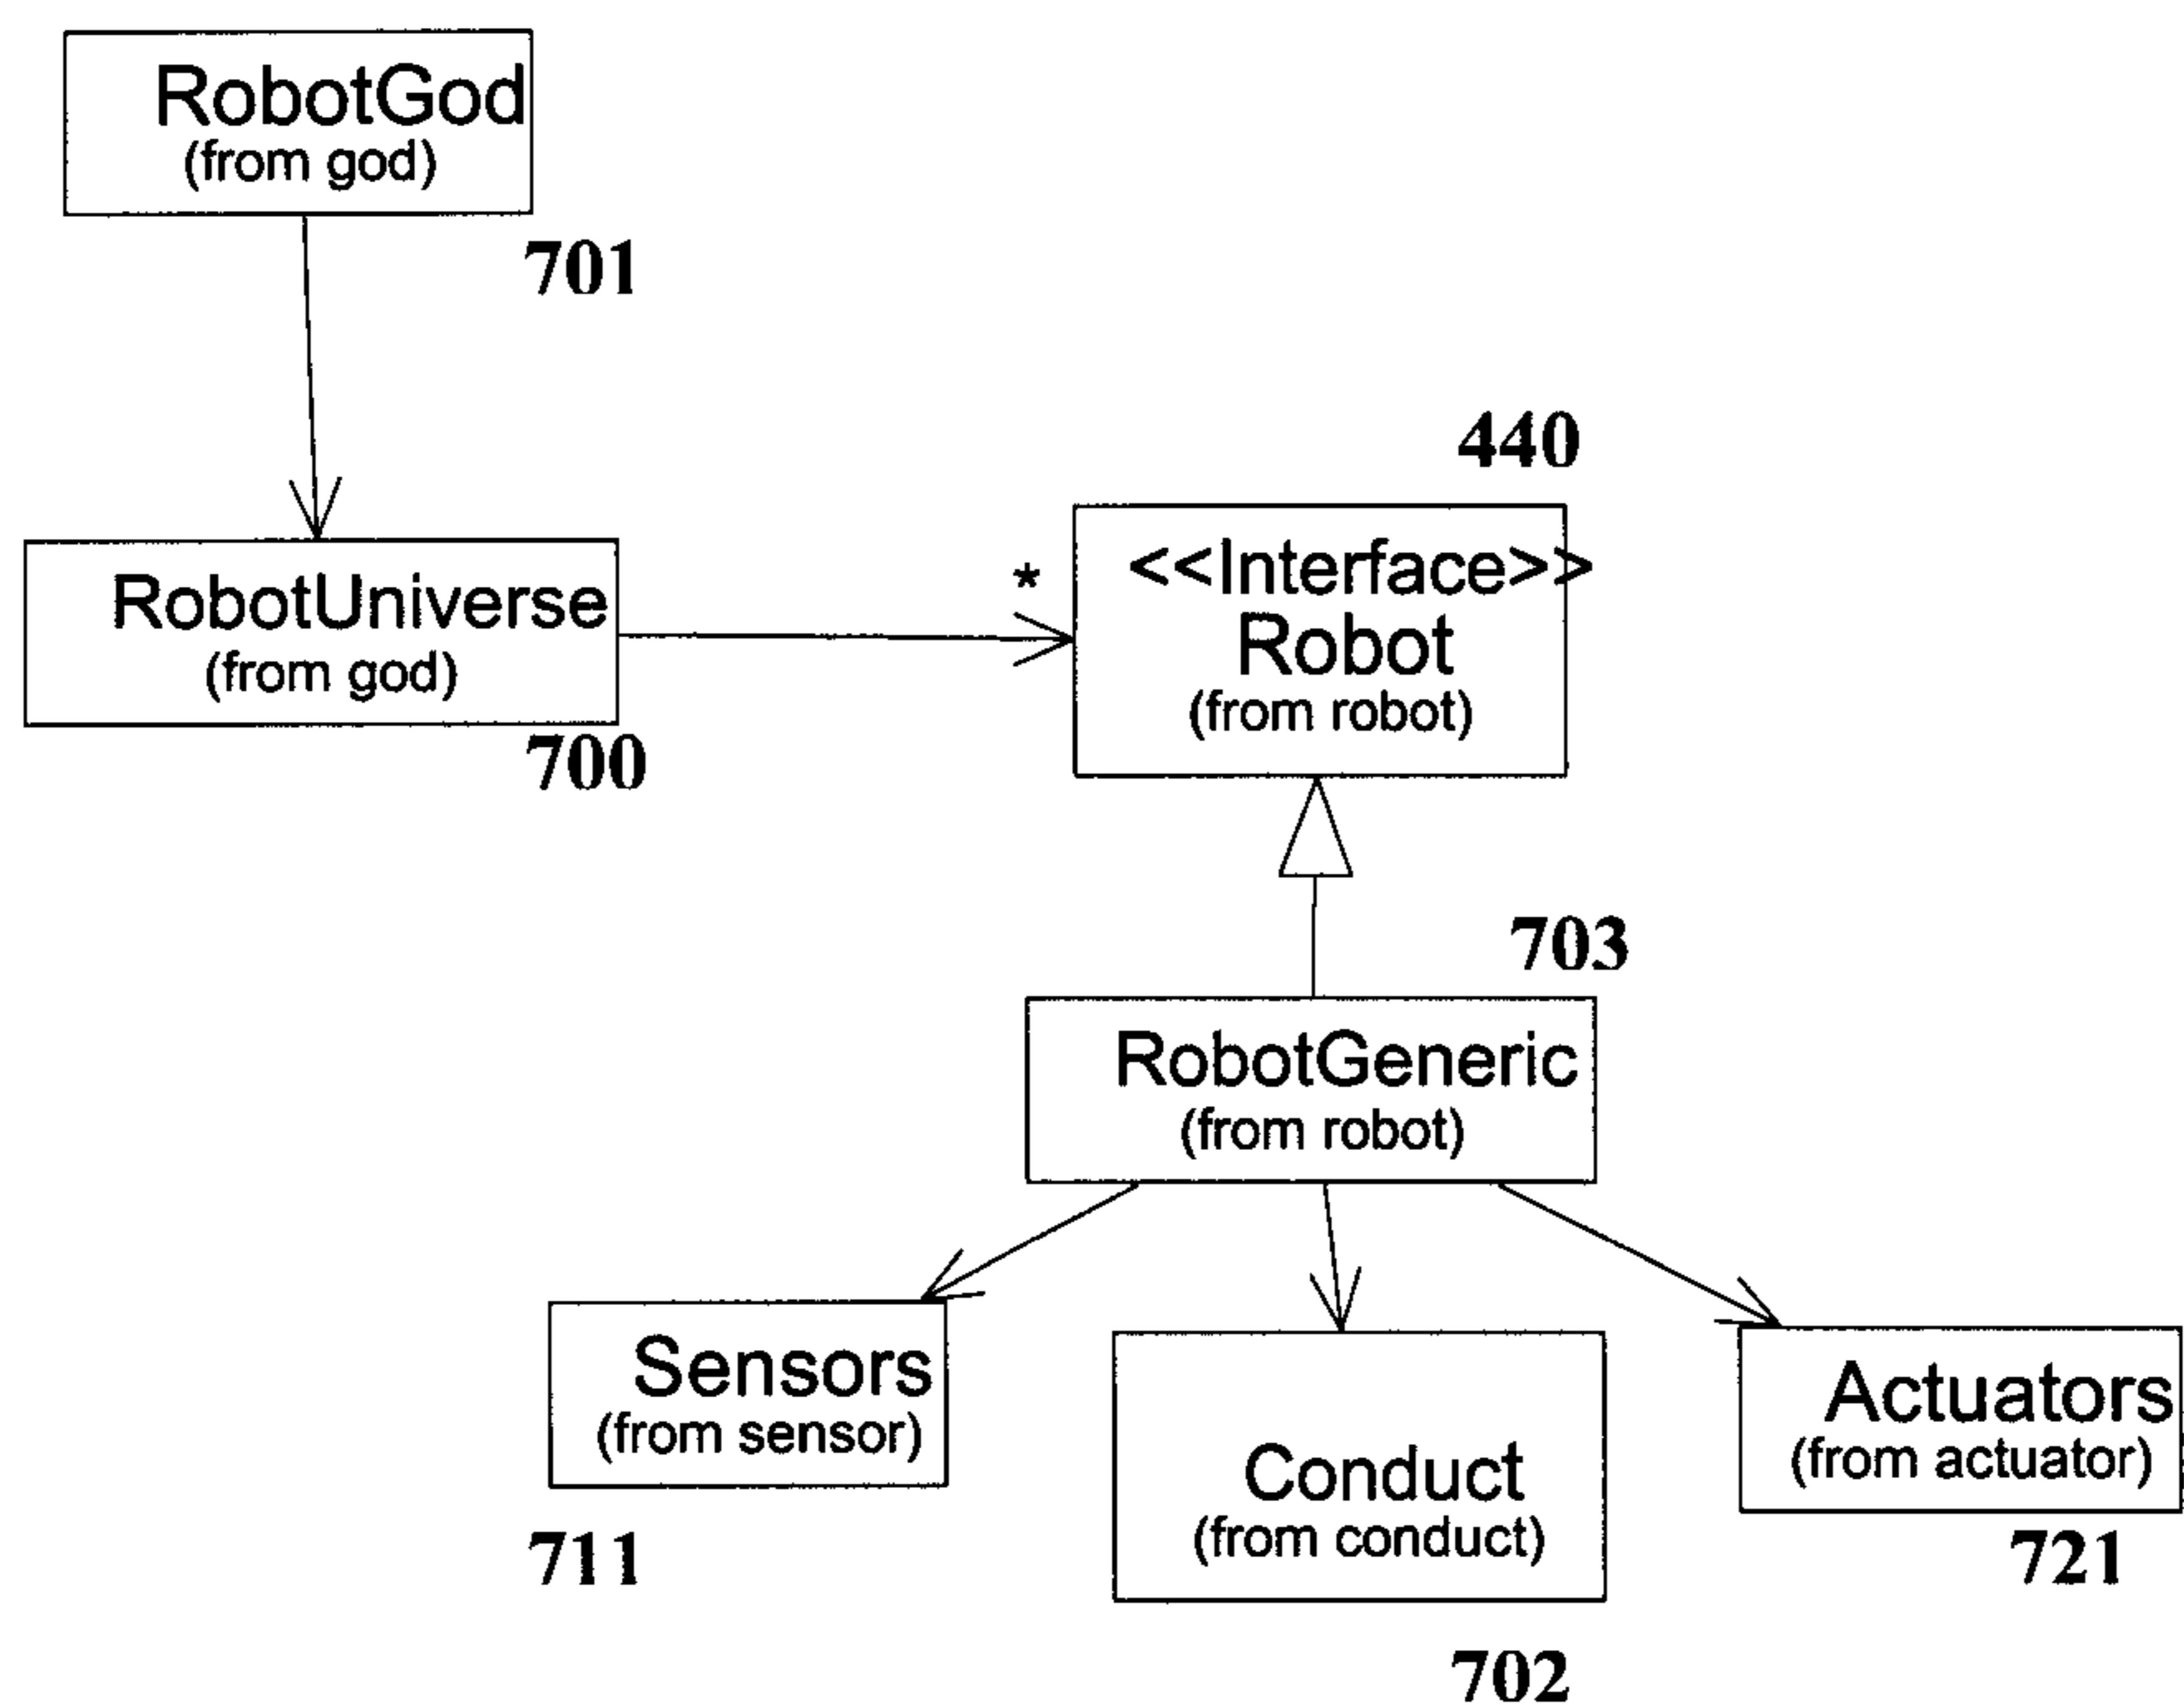 RobotGod
(from god)
701
440
<<Interface>>
Robot
(from robot)
*
RobotUniverse
(from god)
700
703
RobotGeneric
(from robot)
Sensors
(from sensor)
711
Conduct
(from conduct)
702
Actuators
(from actuator)
721